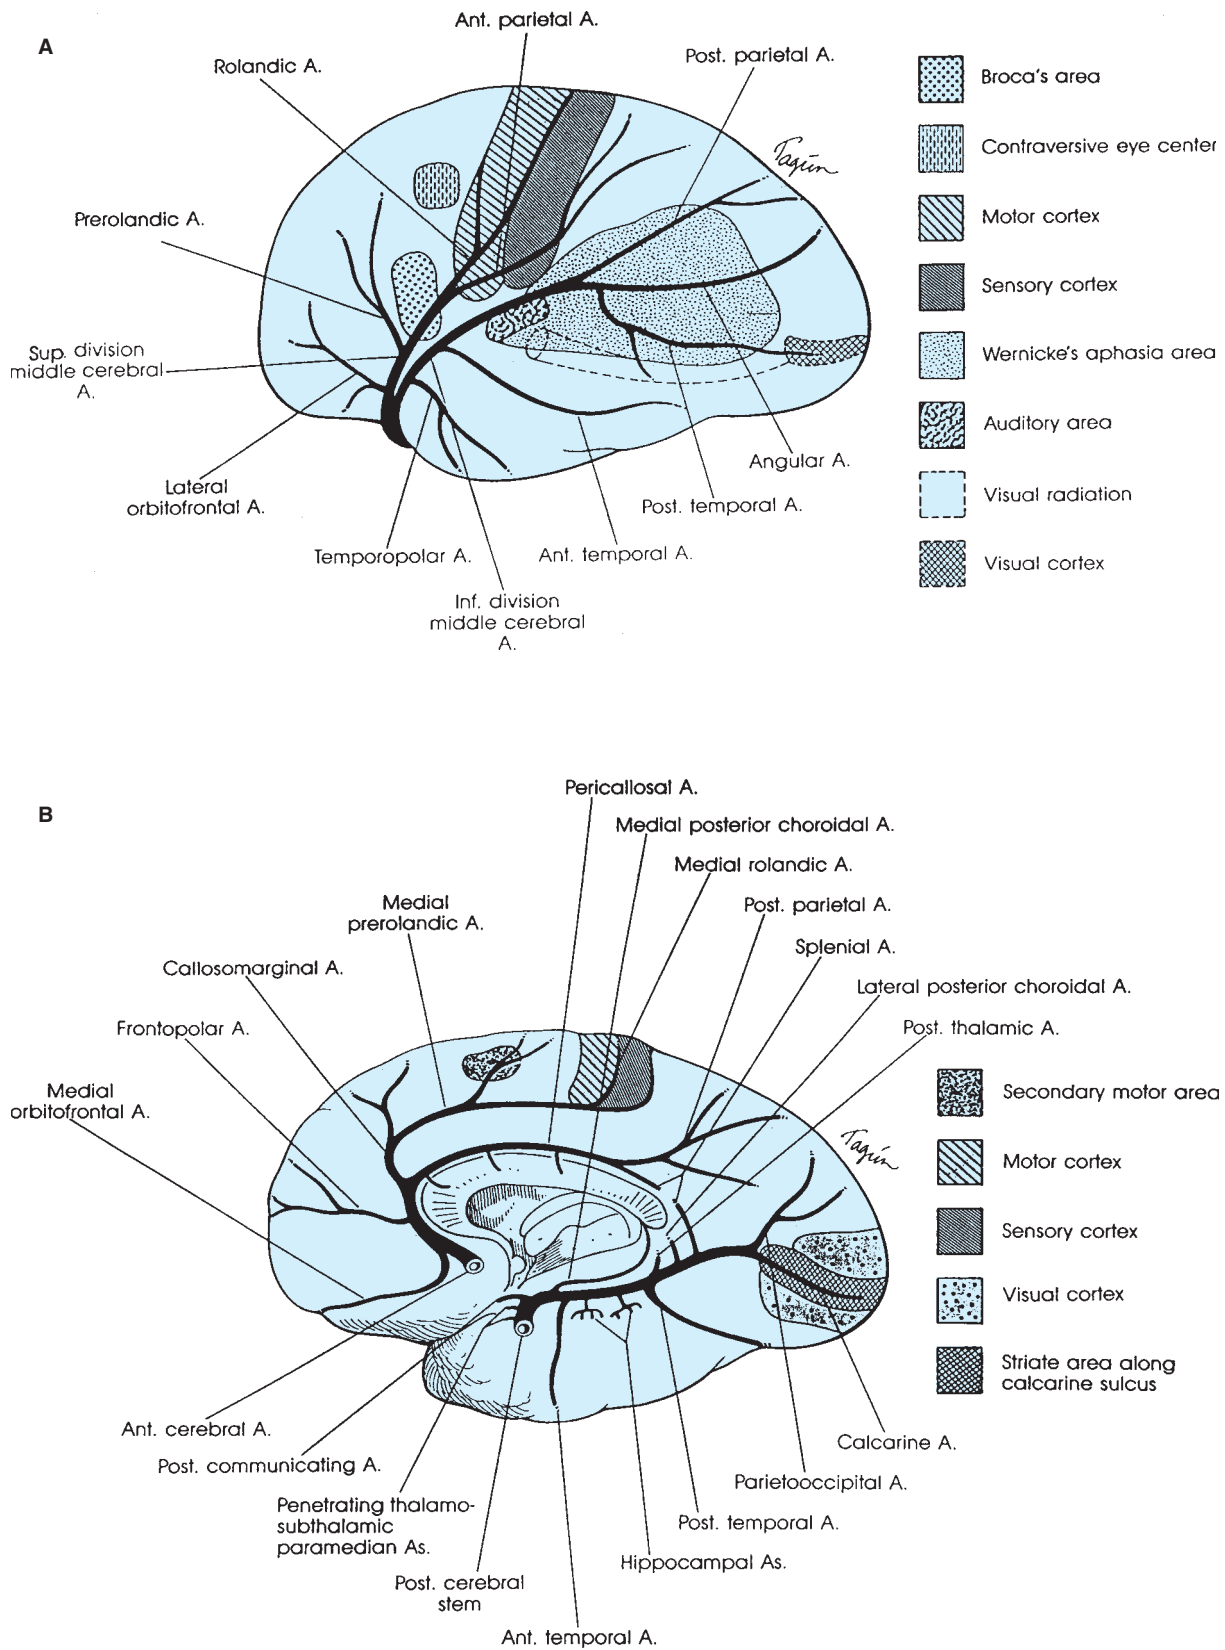 A
Ant. parietal A.
Rolandic A.
Post. parietal A.
Prerolandic A.
Sup. division
middle cerebral
A.
Lateral
orbitofrontal A.
Temporopolar A.
Inf. division
middle cerebral
A.
Ant. temporal A.
Post. temporal A.
Angular A.
Broca's area
Contraversive eye center
Motor cortex
Sensory cortex
Wernicke's aphasia area
Auditory area
Visual radiation
Visual cortex
B
Pericallosal A.
Medial posterior choroidal A.
Medial rolandic A.
Post. parietal A.
Splenial A.
Lateral posterior choroidal A.
Post. thalamic A.
Medial
prerolandic A.
Callosomarginal A.
Frontopolar A.
Medial
orbitofrontal A.
Ant. cerebral A.
Post. communicating A.
Penetrating thalamo-
subthalamic
paramedian As.
Post. cerebral
stem
Ant. temporal A.
Hippocampal As.
Post. temporal A.
Parietooccipital A.
Calcarine A.
Secondary motor area
Motor cortex
Sensory cortex
Visual cortex
Striate area along
calcarine sulcus